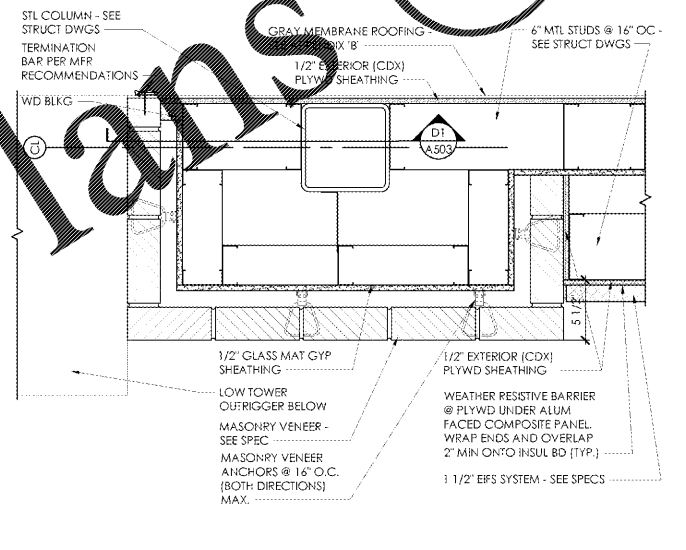 STL COLUMN - SEE
STRUCT DWGS
TERMINATION
BAR PER MFR
RECOMMENDATIONS
WD BLKG
GRAY MEMBRANE ROOFING -
SEE APPENDIX 'B'
1/2" EXTERIOR (CDX)
PLYWD SHEATHING
6" MTL STUDS @ 16" OC -
SEE STRUCT DWGS
CL
D1
A503
lans
5 1/2"
1/2" GLASS MAT GYP
SHEATHING
LOW TOWER
OUTRIGGER BELOW
MASONRY VENEER -
SEE SPEC
MASONRY VENEER
ANCHORS @ 16" O.C.
(BOTH DIRECTIONS)
MAX.
1/2" EXTERIOR (CDX)
PLYWD SHEATHING
WEATHER RESISTIVE BARRIER
@ PLYWD UNDER ALUM
FACED COMPOSITE PANEL.
WRAP ENDS AND OVERLAP
2" MIN ONTO INSUL BD (TYP.)
1 1/2" EIFS SYSTEM - SEE SPECS